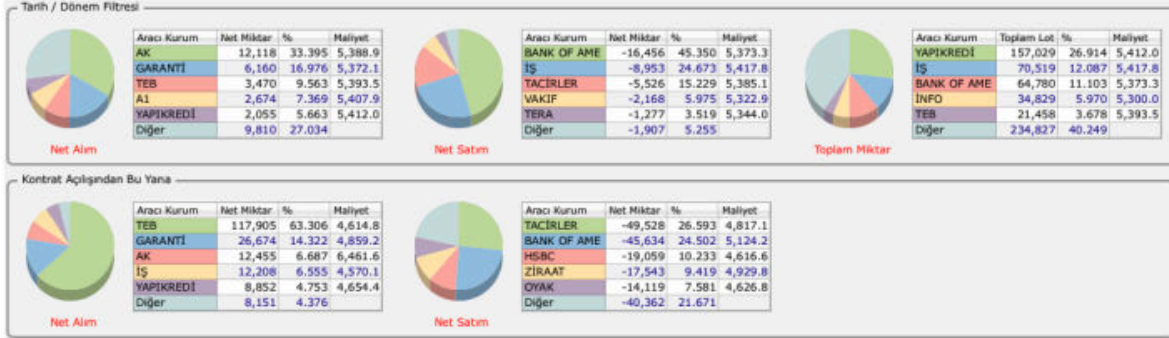 Tarih / Dönem Filtresi
Aracı Kurum Net Miktar % Maliyet
AK 12,118 33.395 5,388.9
GARANTİ 6,160 16.976 5,372.1
TEB 3,470 9.563 5,393.5
A1 2,674 7.369 5,407.9
YAPIKREDİ 2,055 5.663 5,412.0
Diğer 9,810 27.034
Net Alım
Aracı Kurum Net Miktar % Maliyet
BANK OF AME -16,456 45.350 5,373.3
İŞ -8,953 24.673 5,417.8
TACİRLER -5,526 15.229 5,385.1
VAKIF -2,168 5.975 5,322.9
TERA -1,277 3.519 5,344.0
Diğer -1,907 5.255
Net Satım
Aracı Kurum Toplam Lot % Maliyet
YAPIKREDİ 157,029 26.914 5,412.0
İŞ 70,519 12.087 5,417.8
BANK OF AME 64,780 11.103 5,373.3
İNFO 34,829 5.970 5,300.0
TEB 21,458 3.678 5,393.5
Diğer 234,827 40.249
Toplam Miktar
Kontrat Açılışından Bu Yana
Aracı Kurum Net Miktar % Maliyet
TEB 117,905 63.306 4,614.8
GARANTİ 26,674 14.322 4,859.2
AK 12,455 6.687 6,461.6
İŞ 12,208 6.555 4,570.1
YAPIKREDİ 8,852 4.753 4,654.4
Diğer 8,151 4.376
Net Alım
Aracı Kurum Net Miktar % Maliyet
TACİRLER -49,528 26.593 4,817.1
BANK OF AME -45,634 24.502 5,124.2
HSBC -19,059 10.233 4,616.6
ZİRAAT -17,543 9.419 4,929.8
OYAK -14,119 7.581 4,626.8
Diğer -40,362 21.671
Net Satım